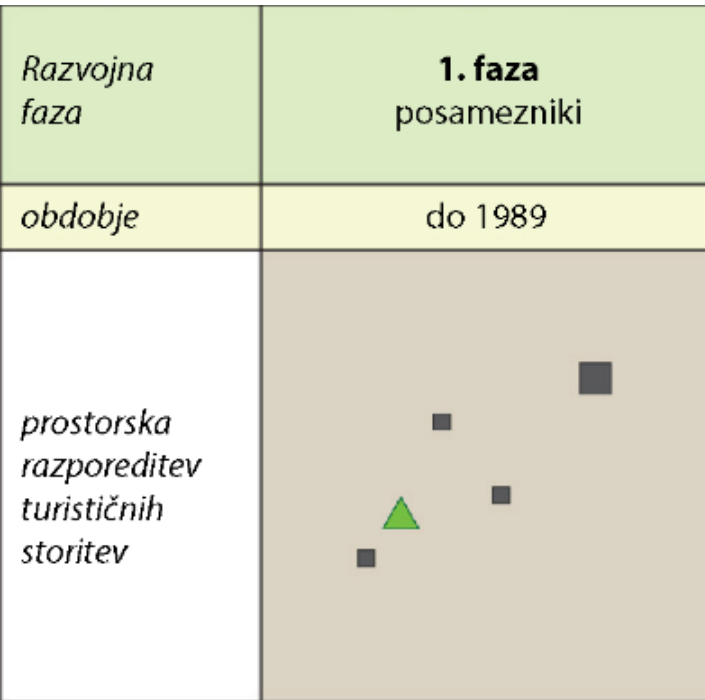 Razvojna
faza
1. faza
posamezniki
obdobje
do 1989
prostorska
razporeditev
turističnih
storitev